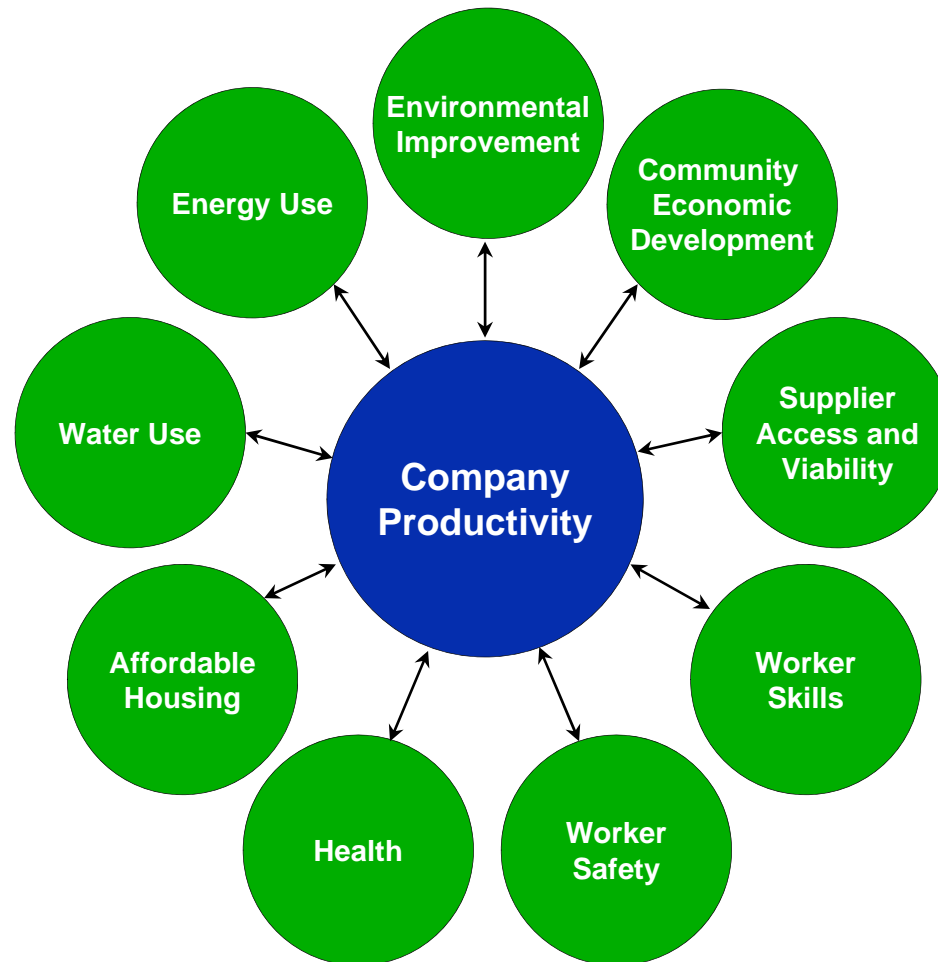 Environmental
Improvement
Community
Economic
Development
Supplier
Access and
Viability
Worker
Skills
Worker
Safety
Health
Affordable
Housing
Water Use
Energy Use
Company
Productivity